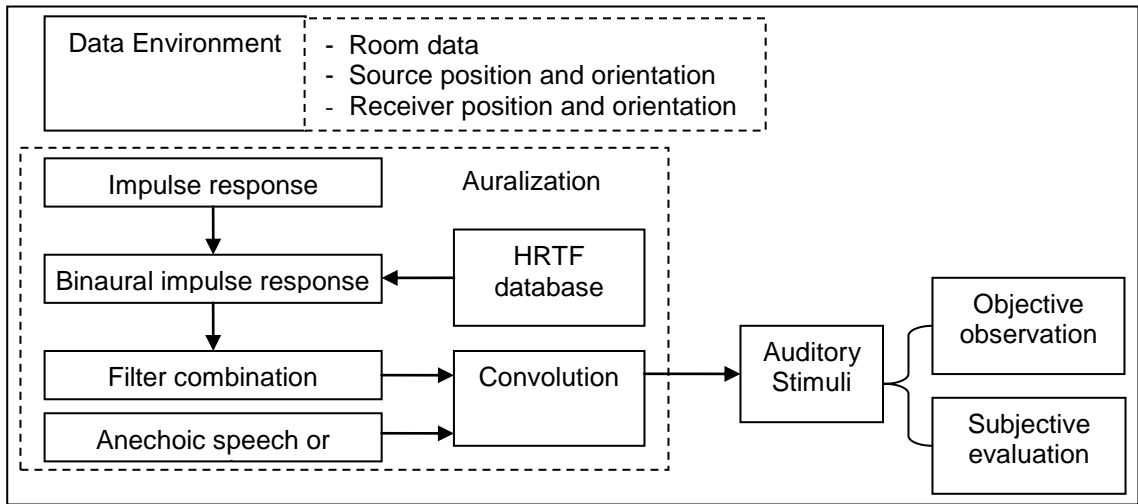 Data Environment
- Room data
- Source position and orientation
- Receiver position and orientation
Auralization
Impulse response
Binaural impulse response
HRTF
database
Filter combination
Convolution
Anechoic speech or
Auditory
Stimuli
Objective
observation
Subjective
evaluation